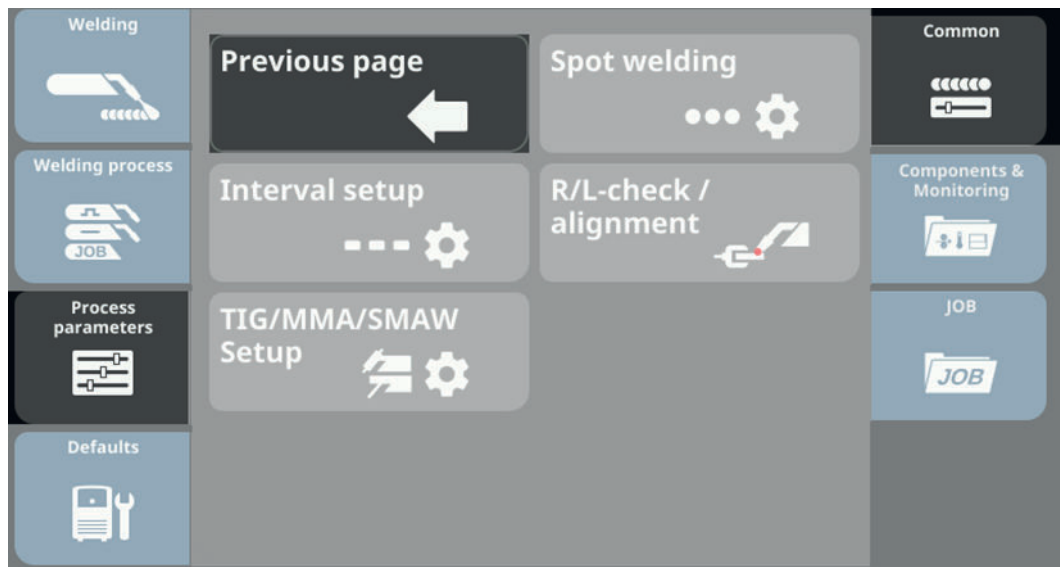 Welding
Welding process
JOB
Process
parameters
Defaults
Previous page
Spot welding
Interval setup
R/L-check /
alignment
TIG/MMA/SMAW
Setup
Common
Components &
Monitoring
JOB
JOB